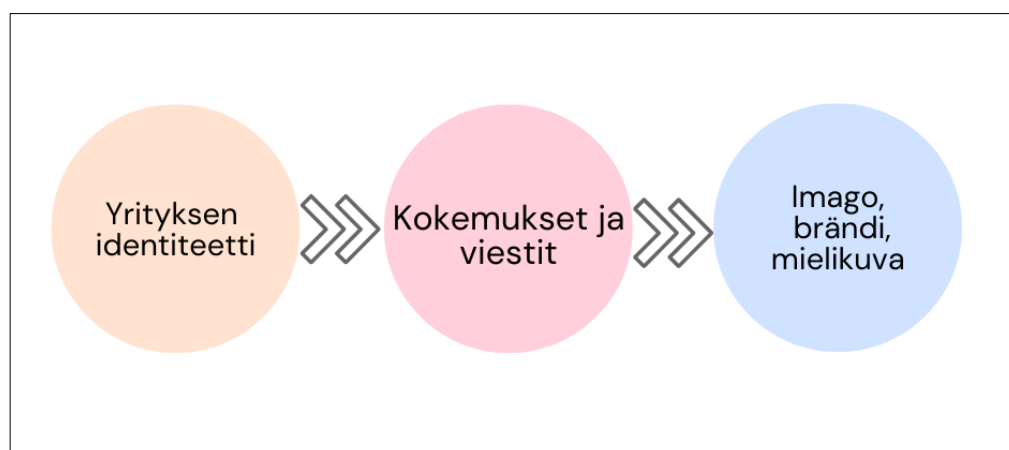 Yrityksen
identiteetti
Kokemukset ja
viestit
Imago,
brändi,
mielikuva